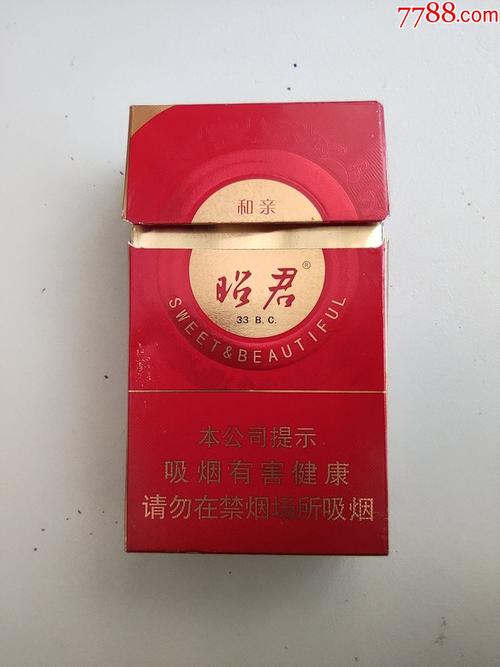 7788.com
和亲
昭君®
33 B.C.
SWEET&BEAUTIFUL
本公司提示
吸烟有害健康
请勿在禁烟场所吸烟